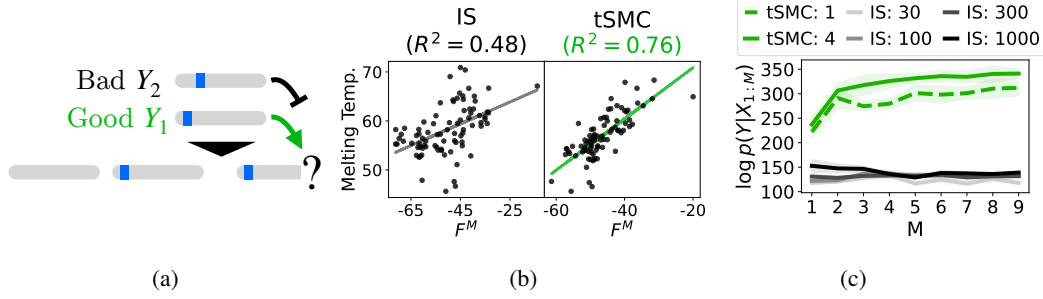 Bad Y₂
Good Y₁
?
(a)
IS
(R² = 0.48)
tSMC
(R² = 0.76)
Melting Temp.
70
60
50
-65
-45
-25
-60
-40
-20
Fᴹ
Fᴹ
(b)
tSMC: 1
tSMC: 4
IS: 30
IS: 100
IS: 300
IS: 1000
log p(Y|X₁:M)
350
300
250
200
150
100
1 2 3 4 5 6 7 8 9
M
(c)